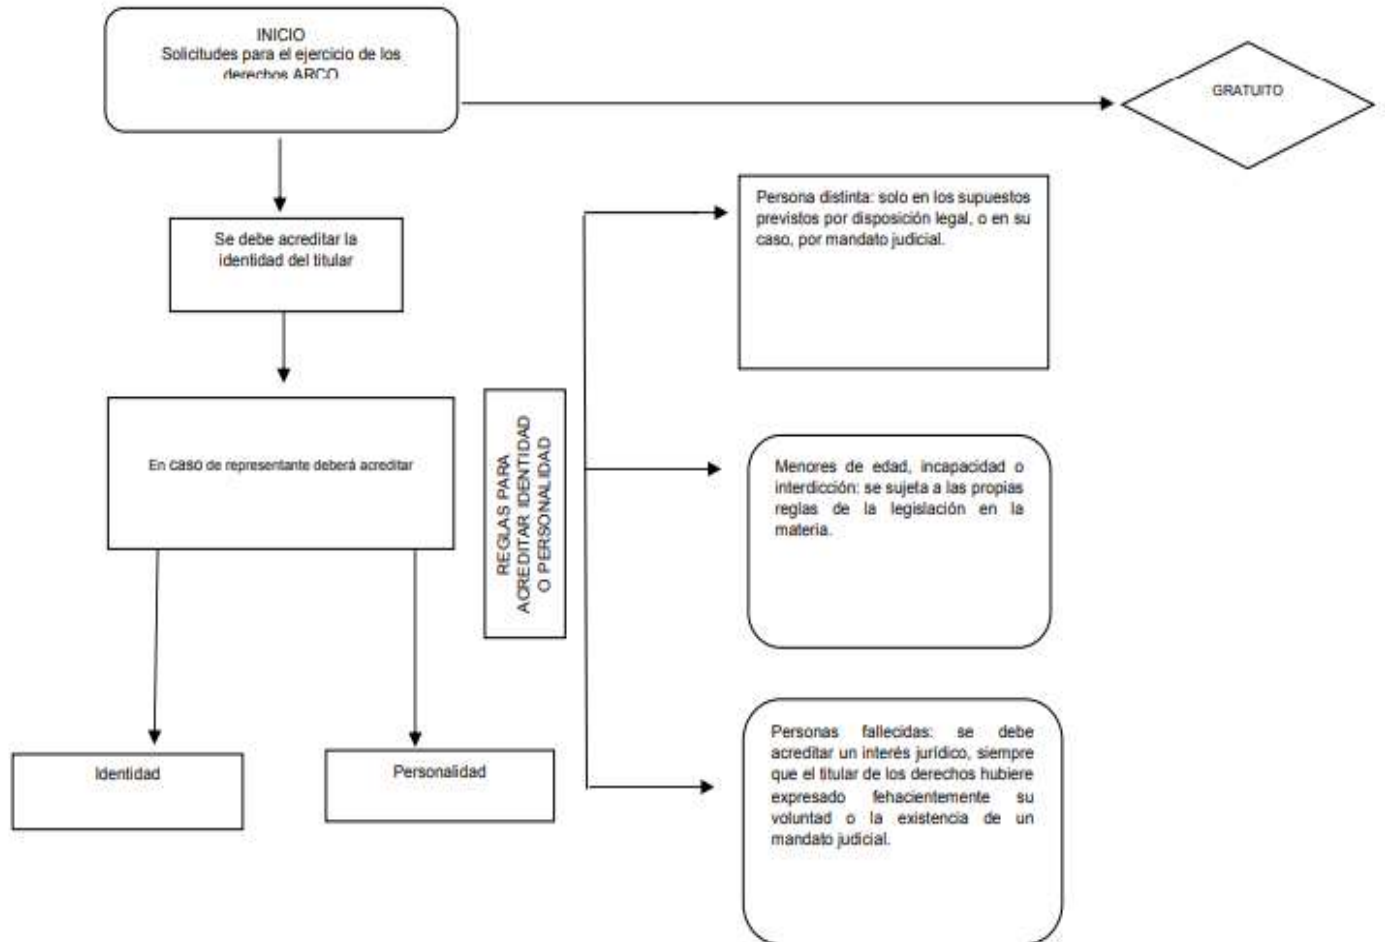 INICIO
Solicitudes para el ejercicio de los
derechos ARCO
GRATUITO
Se debe acreditar la
identidad del titular
En caso de representante deberá acreditar
Identidad
Personalidad
REGLAS PARA
ACREDITAR IDENTIDAD
O PERSONALIDAD
Persona distinta: solo en los supuestos
previstos por disposición legal, o en su
caso, por mandato judicial.
Menores de edad, incapacidad o
interdicción: se sujeta a las propias
reglas de la legislación en la
materia.
Personas fallecidas: se debe
acreditar un interés jurídico, siempre
que el titular de los derechos hubiere
expresado fehacientemente su
voluntad o la existencia de un
mandato judicial.